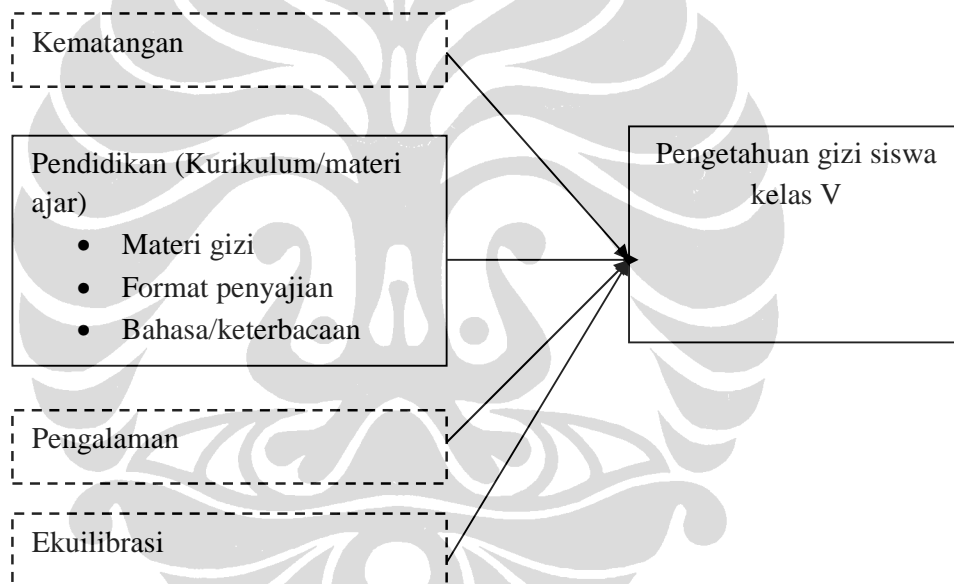 Kematangan
Pendidikan (Kurikulum/materi
ajar)
• Materi gizi
• Format penyajian
• Bahasa/keterbacaan
Pengetahuan gizi siswa
kelas V
Pengalaman
Ekuilibrasi